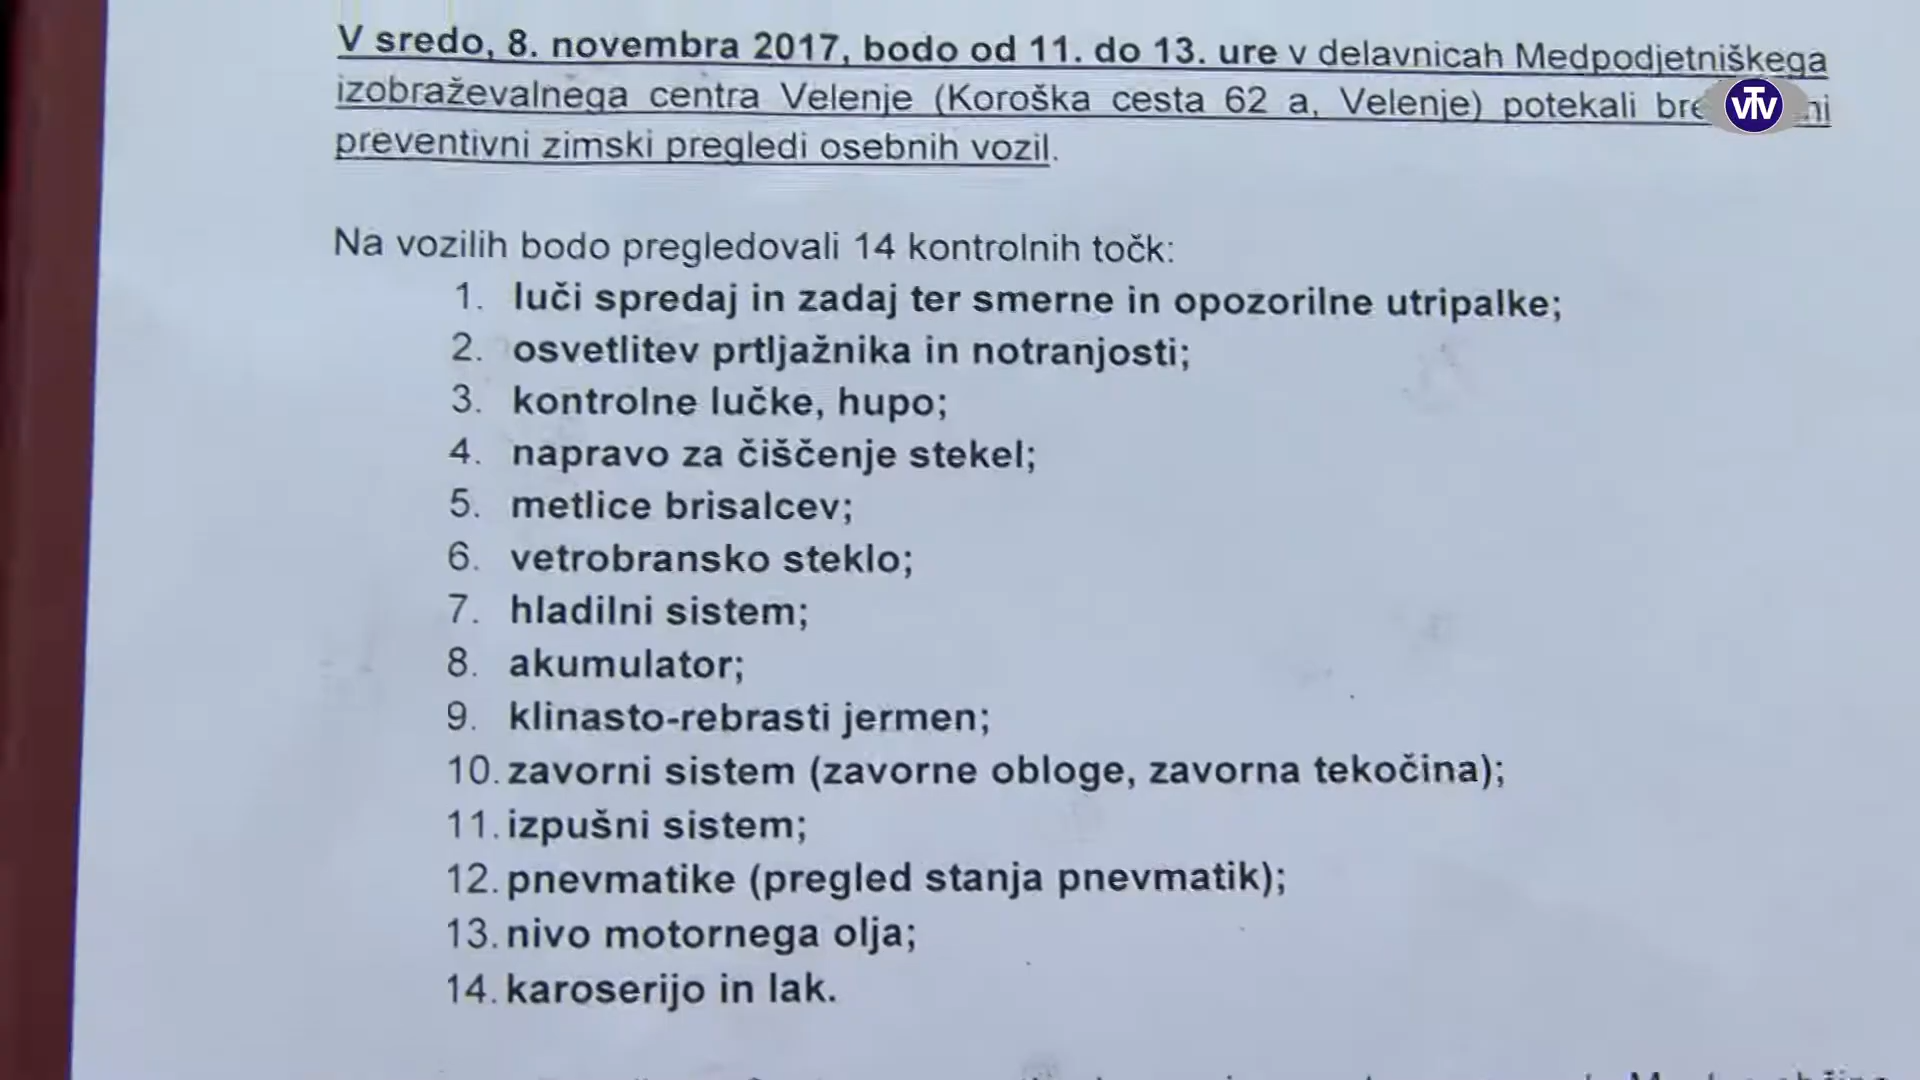 V sredo, 8. novembra 2017, bodo od 11. do 13. ure v delavnicah Medpodjetniškega
izobraževalnega centra Velenje (Koroška cesta 62 a, Velenje) potekali
preventivni zimski pregledi osebnih vozil.
VTV
Na vozilih bodo pregledovali 14 kontrolnih točk:
1. luči spredaj in zadaj ter smerne in opozorilne utripalke;
2. osvetlitev prtljažnika in notranjosti;
3. kontrolne lučke, hupo;
4. napravo za čiščenje stekel;
5. metlice brisalcev;
6. vetrobransko steklo;
7. hladilni sistem;
8. akumulator;
9. klinasto-rebrasti jermen;
10. zavorni sistem (zavorne obloge, zavorna tekočina);
11. izpušni sistem;
12. pnevmatike (pregled stanja pnevmatik);
13. nivo motornega olja;
14. karoserijo in lak.